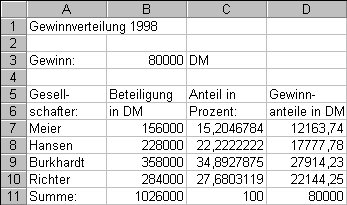 A B C D
1 Gewinnverteilung 1998
2
3 Gewinn: 80000 DM
4
5 Gesell- Beteiligung Anteil in Gewinn-
6 schafter: in DM Prozent: anteile in DM
7 Meier 156000 15,2046784 12163,74
8 Hansen 228000 22,2222222 17777,78
9 Burkhardt 358000 34,8927875 27914,23
10 Richter 284000 27,6803119 22144,25
11 Summe: 1026000 100 80000